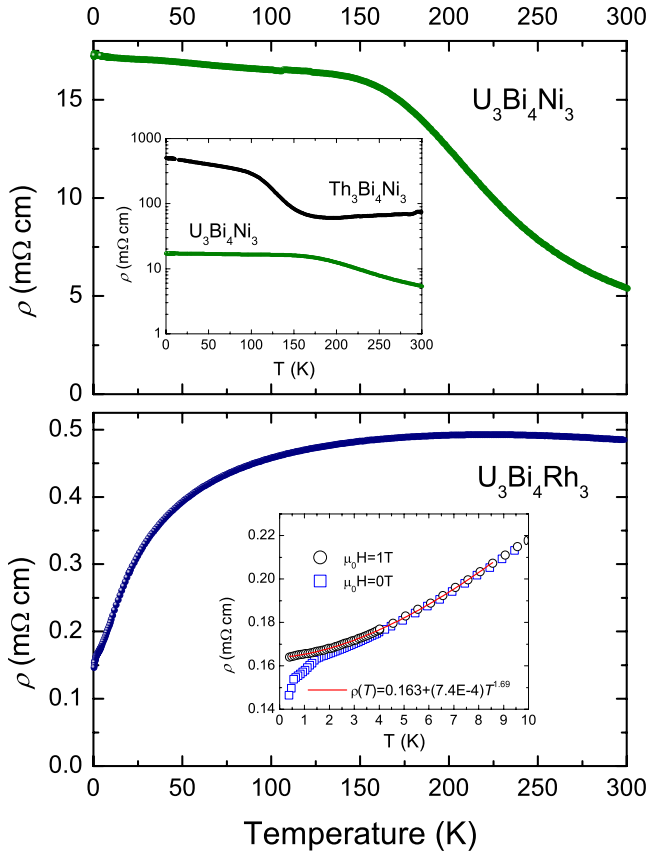 0 50 100 150 200 250 300
15
10
5
0
ρ (mΩ cm)
U₃Bi₄Ni₃
1000
100
10
1
ρ (mΩ cm)
Th₃Bi₄Ni₃
U₃Bi₄Ni₃
0 50 100 150 200 250 300
T (K)
0.5
0.4
0.3
0.2
0.1
0.0
ρ (mΩ cm)
U₃Bi₄Rh₃
0.22
0.20
0.18
0.16
0.14
ρ (mΩ cm)
μ₀H=1T
μ₀H=0T
ρ(T)=0.163+(7.4E-4)T^1.69
0 1 2 3 4 5 6 7 8 9 10
T (K)
0 50 100 150 200 250 300
Temperature (K)